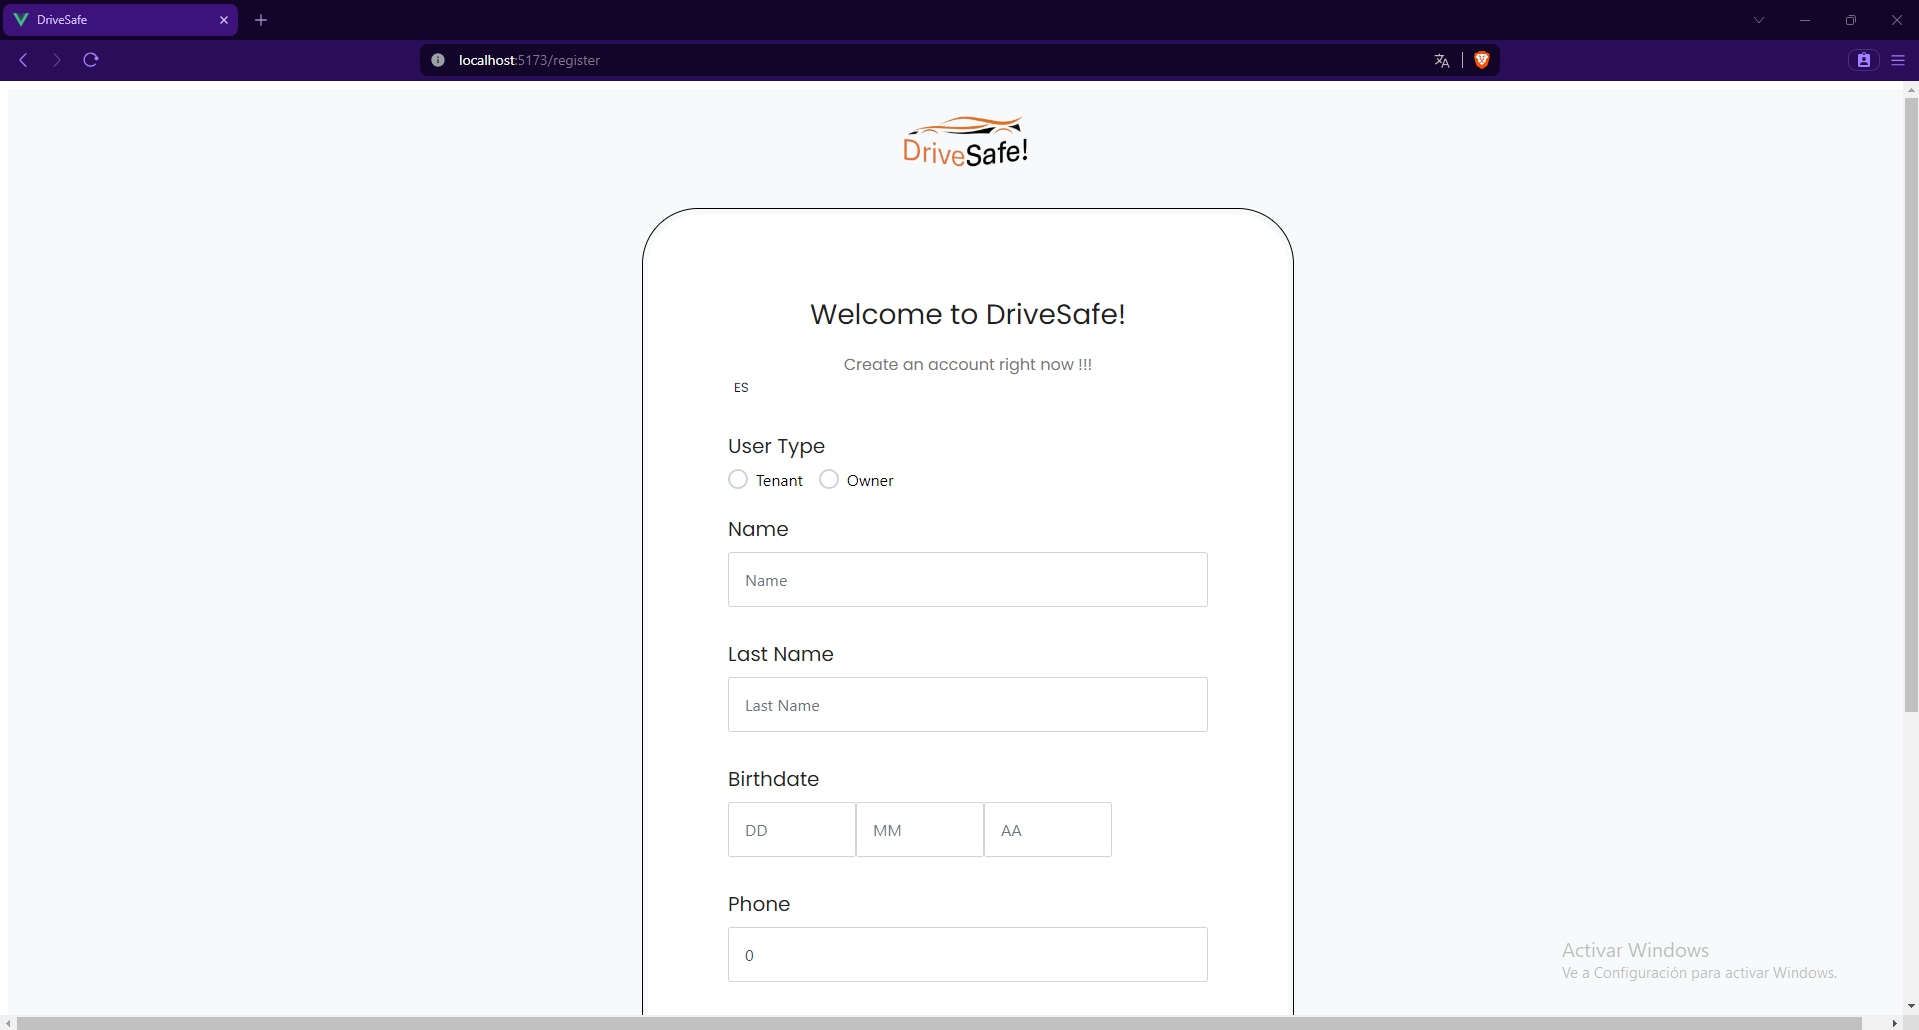 DriveSafe
localhost:5173/register
DriveSafe!
Welcome to DriveSafe!
Create an account right now !!!
ES
User Type
Tenant Owner
Name
Name
Last Name
Last Name
Birthdate
DD MM AA
Phone
0
Activar Windows
Ve a Configuración para activar Windows.